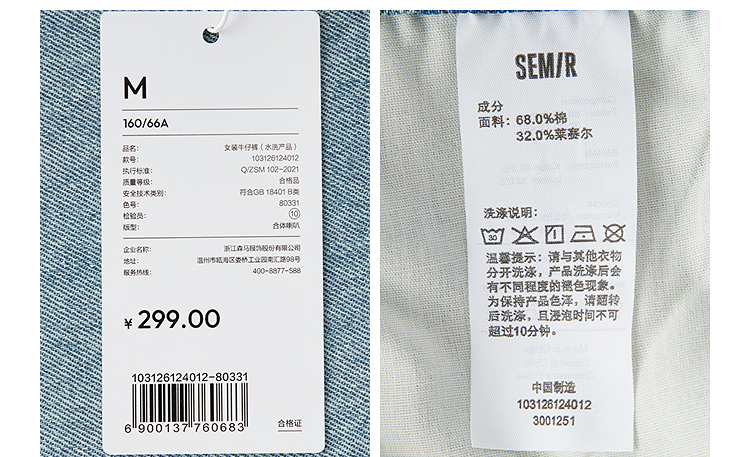 M
160/66A
品名: 女装牛仔裤（水洗产品）
款号: 103126124012
执行标准: Q/ZSM 102-2021
质量等级: 合格品
安全技术类别: 符合GB 18401 B类
色号: 80331
检验员: 10
版型: 合体喇叭
企业名称: 浙江森马服饰股份有限公司
地址: 温州市瓯海区娄桥工业园南汇路98号
服务热线: 400-8877-588
¥ 299.00
103126124012-80331
6 900137 760683
合格证
SEMIR
成分
面料: 68.0%棉
32.0%莱赛尔
洗涤说明:
30
温馨提示: 请与其他衣物
分开洗涤，产品洗涤后会
有不同程度的褪色现象。
为保持产品色泽，请翻转
后洗涤，且浸泡时间不可
超过10分钟。
中国制造
103126124012
3001251